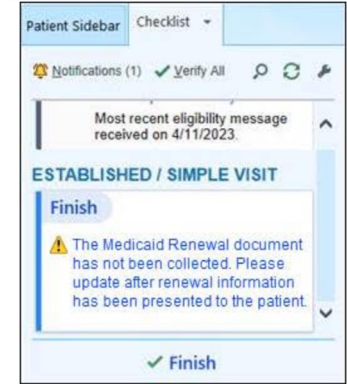 Patient Sidebar
Checklist
Notifications (1)
Verify All
Most recent eligibility message
received on 4/11/2023.
ESTABLISHED / SIMPLE VISIT
Finish
The Medicaid Renewal document
has not been collected. Please
update after renewal information
has been presented to the patient.
Finish